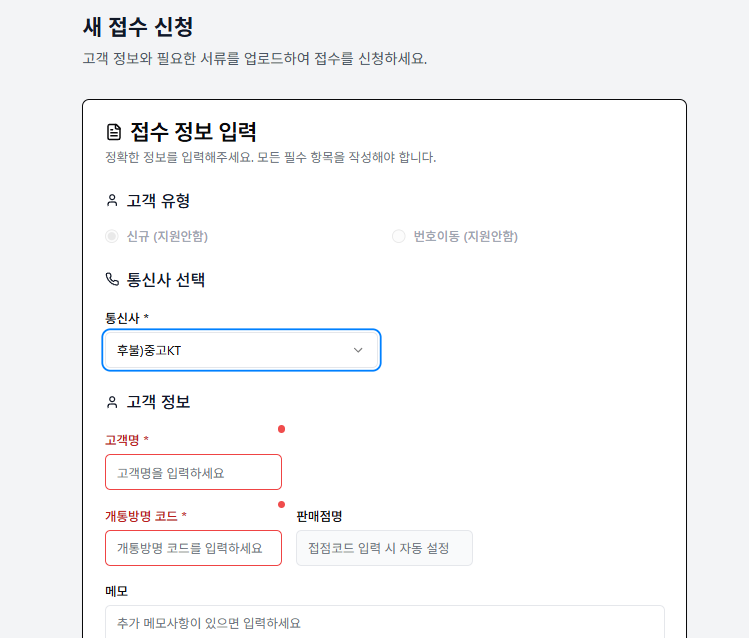 새 접수 신청
고객 정보와 필요한 서류를 업로드하여 접수를 신청하세요.
접수 정보 입력
정확한 정보를 입력해주세요. 모든 필수 항목을 작성해야 합니다.
고객 유형
신규 (지원안함) 번호이동 (지원안함)
통신사 선택
통신사 *
후불)중고KT
고객 정보
고객명 *
고객명을 입력하세요
개통방명 코드 * 판매점명
개통방명 코드를 입력하세요 접점코드 입력 시 자동 설정
메모
추가 메모사항이 있으면 입력하세요